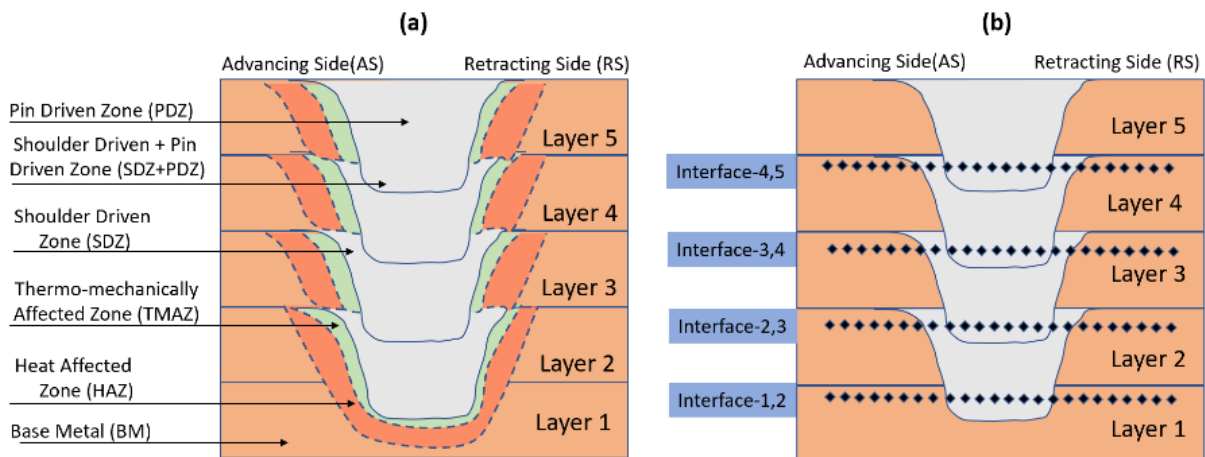 (a)
Advancing Side(AS)
Retracting Side (RS)
Pin Driven Zone (PDZ)
Shoulder Driven + Pin
Driven Zone (SDZ+PDZ)
Shoulder Driven
Zone (SDZ)
Thermo-mechanically
Affected Zone (TMAZ)
Heat Affected
Zone (HAZ)
Base Metal (BM)
Layer 5
Layer 4
Layer 3
Layer 2
Layer 1
(b)
Advancing Side(AS)
Retracting Side (RS)
Interface-4,5
Interface-3,4
Interface-2,3
Interface-1,2
Layer 5
Layer 4
Layer 3
Layer 2
Layer 1